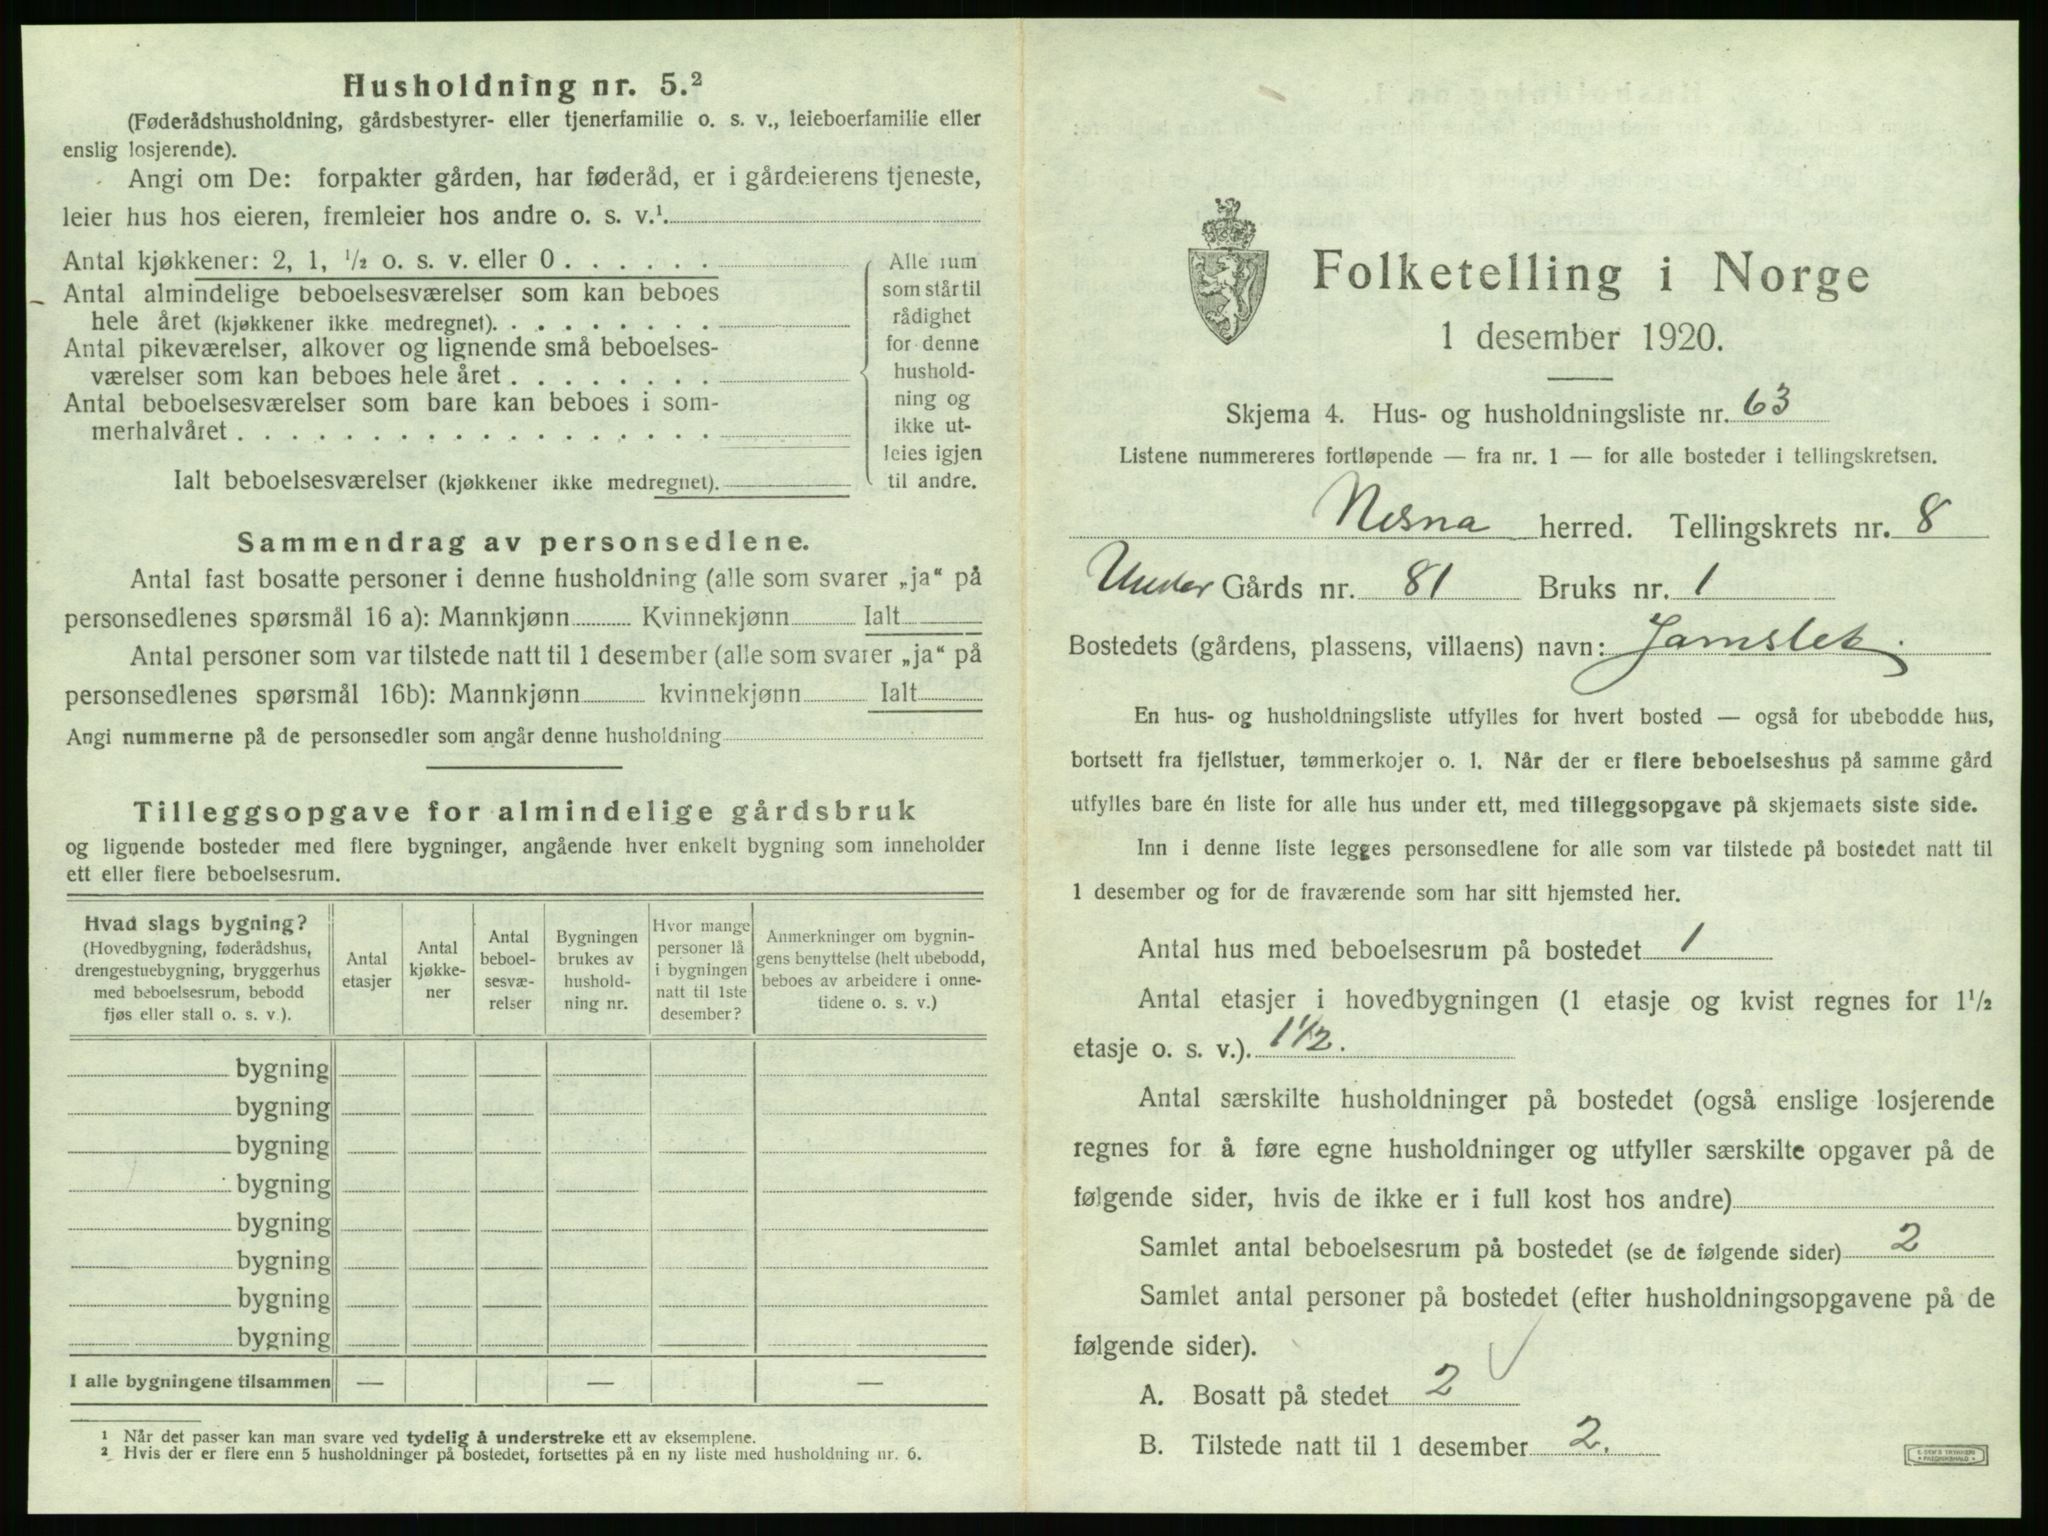 Husholdning nr. 5.²
(Føderådshusholdning, gårdsbestyrer- eller tjenerfamilie o. s. v., leieboerfamilie eller
enslig losjerende).
Angi om De: forpakter gården, har føderåd, er i gårdeierens tjeneste,
leier hus hos eieren, fremleier hos andre o. s. v.¹
Antal kjøkkener: 2, 1, ½ o. s. v. eller 0 . . . . . .
Antal almindelige beboelsesværelser som kan beboes
hele året (kjøkkener ikke medregnet). . . . . . . . .
Antal pikeværelser, alkover og lignende små beboelses-
værelser som kan beboes hele året . . . . . . . .
Antal beboelsesværelser som bare kan beboes i som-
merhalvåret . . . . . . . . . . . . . . . . . .
Ialt beboelsesværelser (kjøkkener ikke medregnet).
Alle rum
som står til
rådighet
for denne
hushold-
ning og
ikke ut-
leies igjen
til andre.
Sammendrag av personsedlene.
Antal fast bosatte personer i denne husholdning (alle som svarer „ja“ på
personsedlenes spørsmål 16 a): Mannkjønn Kvinnekjønn Ialt
Antal personer som var tilstede natt til 1 desember (alle som svarer „ja“ på
personsedlenes spørsmål 16b): Mannkjønn kvinnekjønn Ialt
Angi nummerne på de personsedler som angår denne husholdning
Tilleggsopgave for almindelige gårdsbruk
og lignende bosteder med flere bygninger, angående hver enkelt bygning som inneholder
ett eller flere beboelsesrum.
Hvad slags bygning?
(Hovedbygning, føderådshus,
drengestuebygning, bryggerhus
med beboelsesrum, bebodd
fjøs eller stall o. s. v.).
Antal
etasjer
Antal
kjøkke-
ner
Antal
beboel-
sesvæ-
relser
Bygningen
brukes av
hushold-
ning nr.
Hvor mange
personer lå
i bygningen
natt til 1ste
desember?
Anmerkninger om bygnin-
gens benyttelse (helt ubebodd,
beboes av arbeidere i onne-
tidene o. s. v.)
bygning
bygning
bygning
bygning
bygning
bygning
bygning
bygning
I alle bygningene tilsammen — — —
¹ Når det passer kan man svare ved tydelig å understreke ett av eksemplene.
² Hvis der er flere enn 5 husholdninger på bostedet, fortsettes på en ny liste med husholdning nr. 6.
Folketelling i Norge
1 desember 1920.
Skjema 4. Hus- og husholdningsliste nr. 63
Listene nummereres fortløpende — fra nr. 1 — for alle bosteder i tellingskretsen.
Nesna herred. Tellingskrets nr. 8
Under Gårds nr. 81 Bruks nr. 1
Bostedets (gårdens, plassens, villaens) navn: Jamslet.
En hus- og husholdningsliste utfylles for hvert bosted — også for ubebodde hus,
bortsett fra fjellstuer, tømmerkojer o. l. Når der er flere beboelseshus på samme gård
utfylles bare én liste for alle hus under ett, med tilleggsopgave på skjemaets siste side.
Inn i denne liste legges personsedlene for alle som var tilstede på bostedet natt til
1 desember og for de fraværende som har sitt hjemsted her.
Antal hus med beboelsesrum på bostedet 1
Antal etasjer i hovedbygningen (1 etasje og kvist regnes for 1½
etasje o. s. v.). 1½.
Antal særskilte husholdninger på bostedet (også enslige losjerende
regnes for å føre egne husholdninger og utfyller særskilte opgaver på de
følgende sider, hvis de ikke er i full kost hos andre)
Samlet antal beboelsesrum på bostedet (se de følgende sider) 2
Samlet antal personer på bostedet (efter husholdningsopgavene på de
følgende sider).
A. Bosatt på stedet 2
B. Tilstede natt til 1 desember 2.